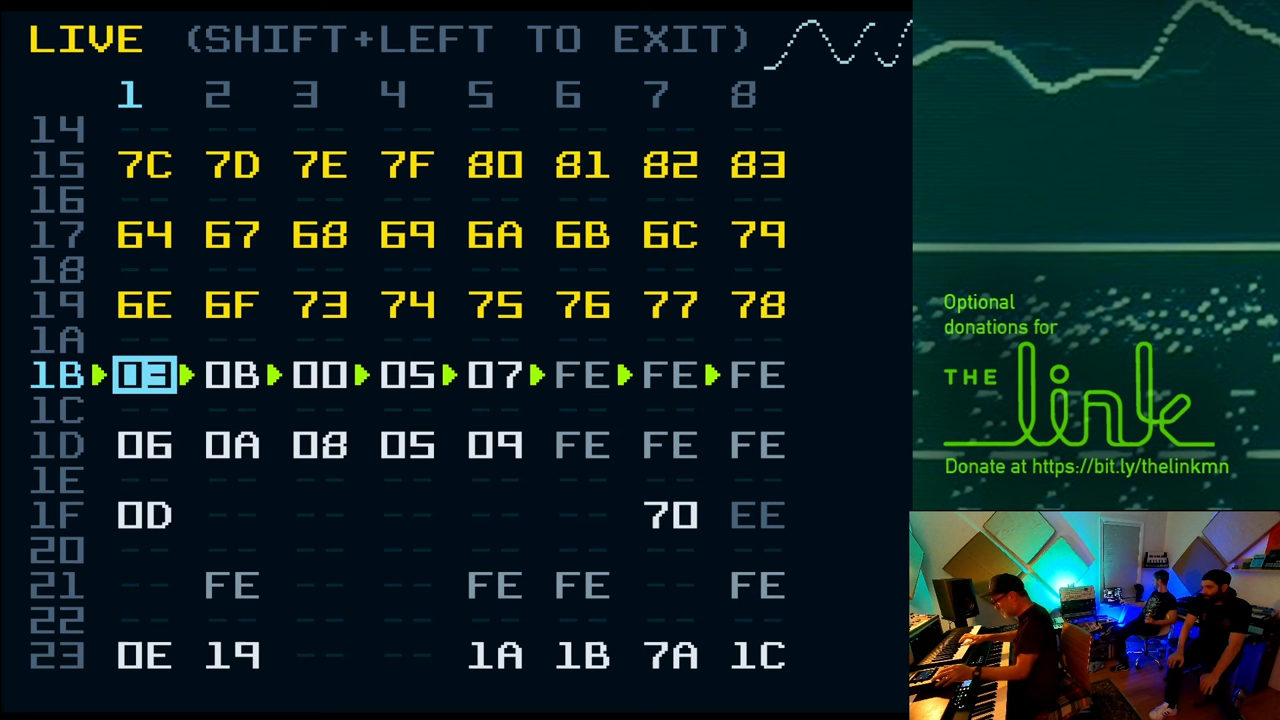 LIVE (SHIFT+LEFT TO EXIT)
1 2 3 4 5 6 7 8
14 -- -- -- -- -- -- -- --
15 7C 7D 7E 7F 80 81 82 83
16 -- -- -- -- -- -- -- --
17 64 67 68 69 6A 6B 6C 79
18 -- -- -- -- -- -- -- --
19 6E 6F 73 74 75 76 77 78
1A -- -- -- -- -- -- -- --
1B 03 0B 00 05 07 FE FE FE
1C -- -- -- -- -- -- -- --
1D 06 0A 08 05 09 FE FE FE
1E -- -- -- -- -- -- -- --
1F 0D -- -- -- -- -- 70 EE
20 -- -- -- -- -- -- -- --
21 -- FE -- -- FE FE -- FE
22 -- -- -- -- -- -- -- --
23 0E 19 -- -- 1A 1B 7A 1C
Optional
donations for
THE link
Donate at https://bit.ly/thelinkmn